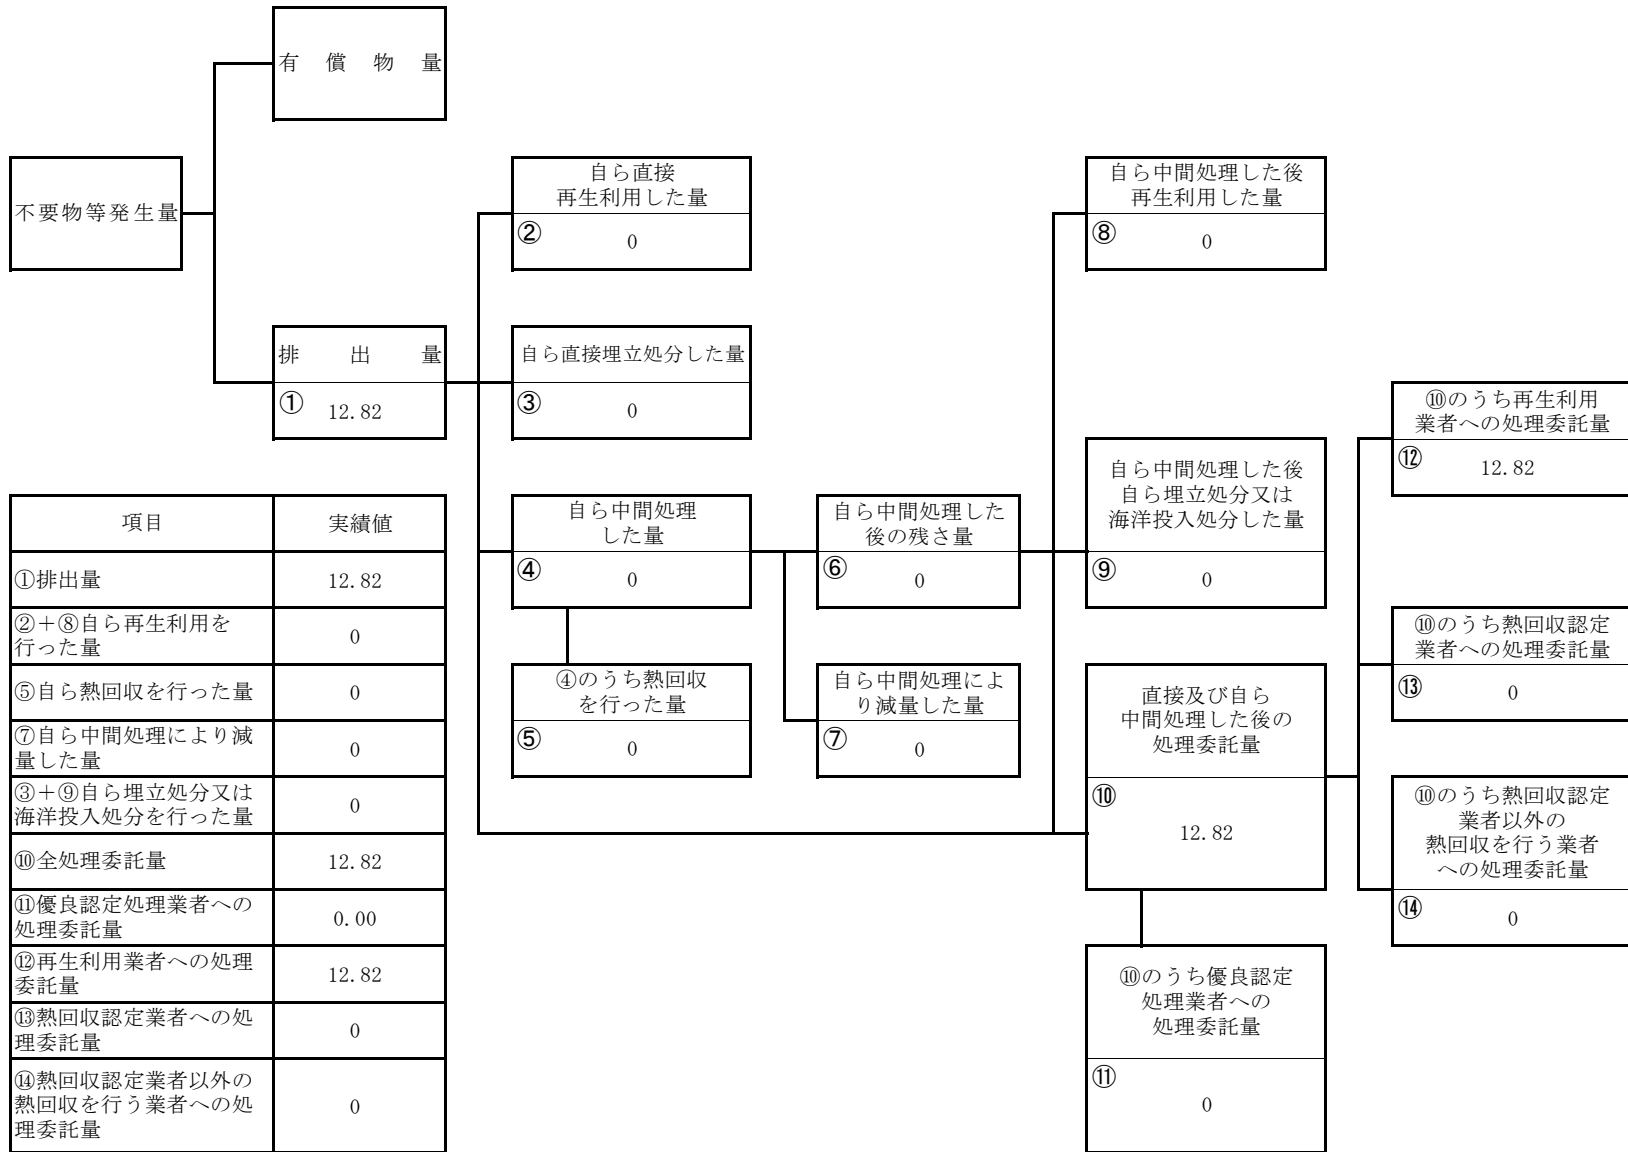 有償物量
不要物等発生量
自ら直接
再生利用した量
② 0
自ら中間処理した後
再生利用した量
⑧ 0
排出量
① 12.82
自ら直接埋立処分した量
③ 0
⑩のうち再生利用
業者への処理委託量
⑫ 12.82
自ら中間処理
した量
④ 0
自ら中間処理した
後の残さ量
⑥ 0
自ら中間処理した後
自ら埋立処分又は
海洋投入処分した量
⑨ 0
⑩のうち熱回収認定
業者への処理委託量
⑬ 0
④のうち熱回収
を行った量
⑤ 0
自ら中間処理によ
り減量した量
⑦ 0
直接及び自ら
中間処理した後の
処理委託量
⑩
12.82
⑩のうち熱回収認定
業者以外の
熱回収を行う業者
への処理委託量
⑭ 0
⑩のうち優良認定
処理業者への
処理委託量
⑪
0
項目 実績値
①排出量 12.82
②＋⑧自ら再生利用を
行った量 0
⑤自ら熱回収を行った量 0
⑦自ら中間処理により減
量した量 0
③＋⑨自ら埋立処分又は
海洋投入処分を行った量 0
⑩全処理委託量 12.82
⑪優良認定処理業者への
処理委託量 0.00
⑫再生利用業者への処理
委託量 12.82
⑬熱回収認定業者への処
理委託量 0
⑭熱回収認定業者以外の
熱回収を行う業者への処
理委託量 0